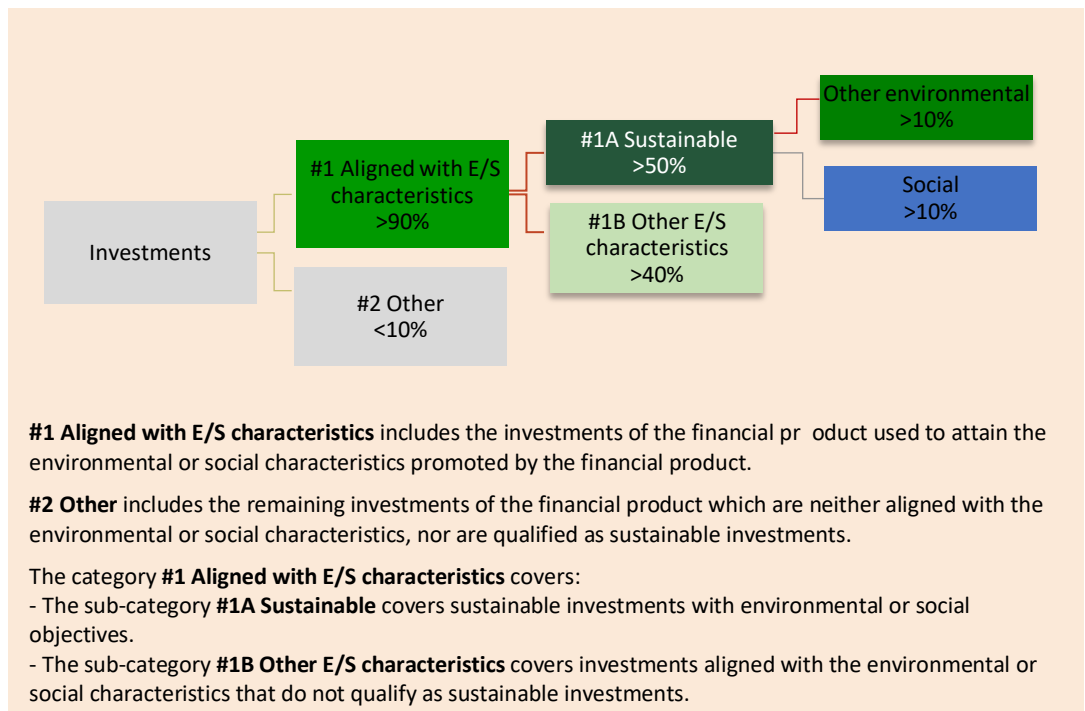 Investments
#1 Aligned with E/S
characteristics
>90%
#2 Other
<10%
#1A Sustainable
>50%
#1B Other E/S
characteristics
>40%
Other environmental
>10%
Social
>10%
#1 Aligned with E/S characteristics includes the investments of the financial pr oduct used to attain the
environmental or social characteristics promoted by the financial product.
#2 Other includes the remaining investments of the financial product which are neither aligned with the
environmental or social characteristics, nor are qualified as sustainable investments.
The category #1 Aligned with E/S characteristics covers:
- The sub-category #1A Sustainable covers sustainable investments with environmental or social
objectives.
- The sub-category #1B Other E/S characteristics covers investments aligned with the environmental or
social characteristics that do not qualify as sustainable investments.